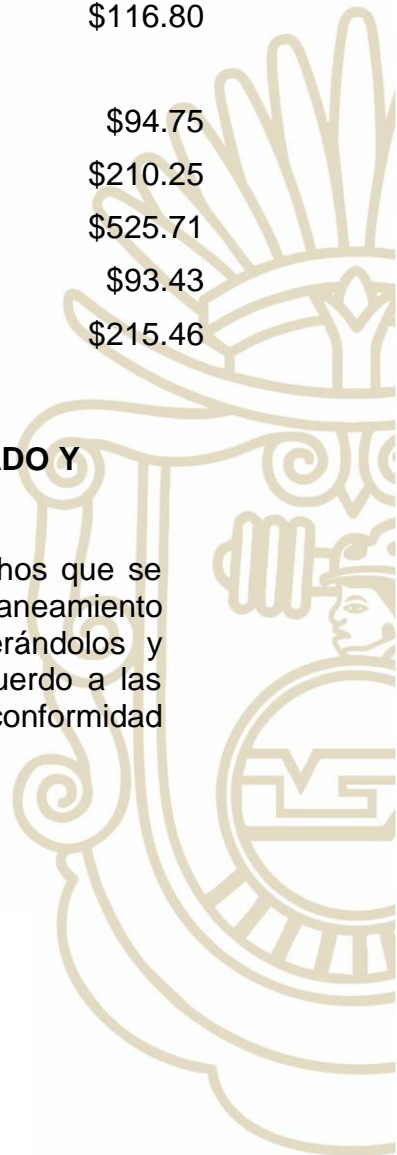 $116.80
$94.75
$210.25
$525.71
$93.43
$215.46
ADO Y
hos que se
aneamiento
erándolos y
uerdo a las
conformidad